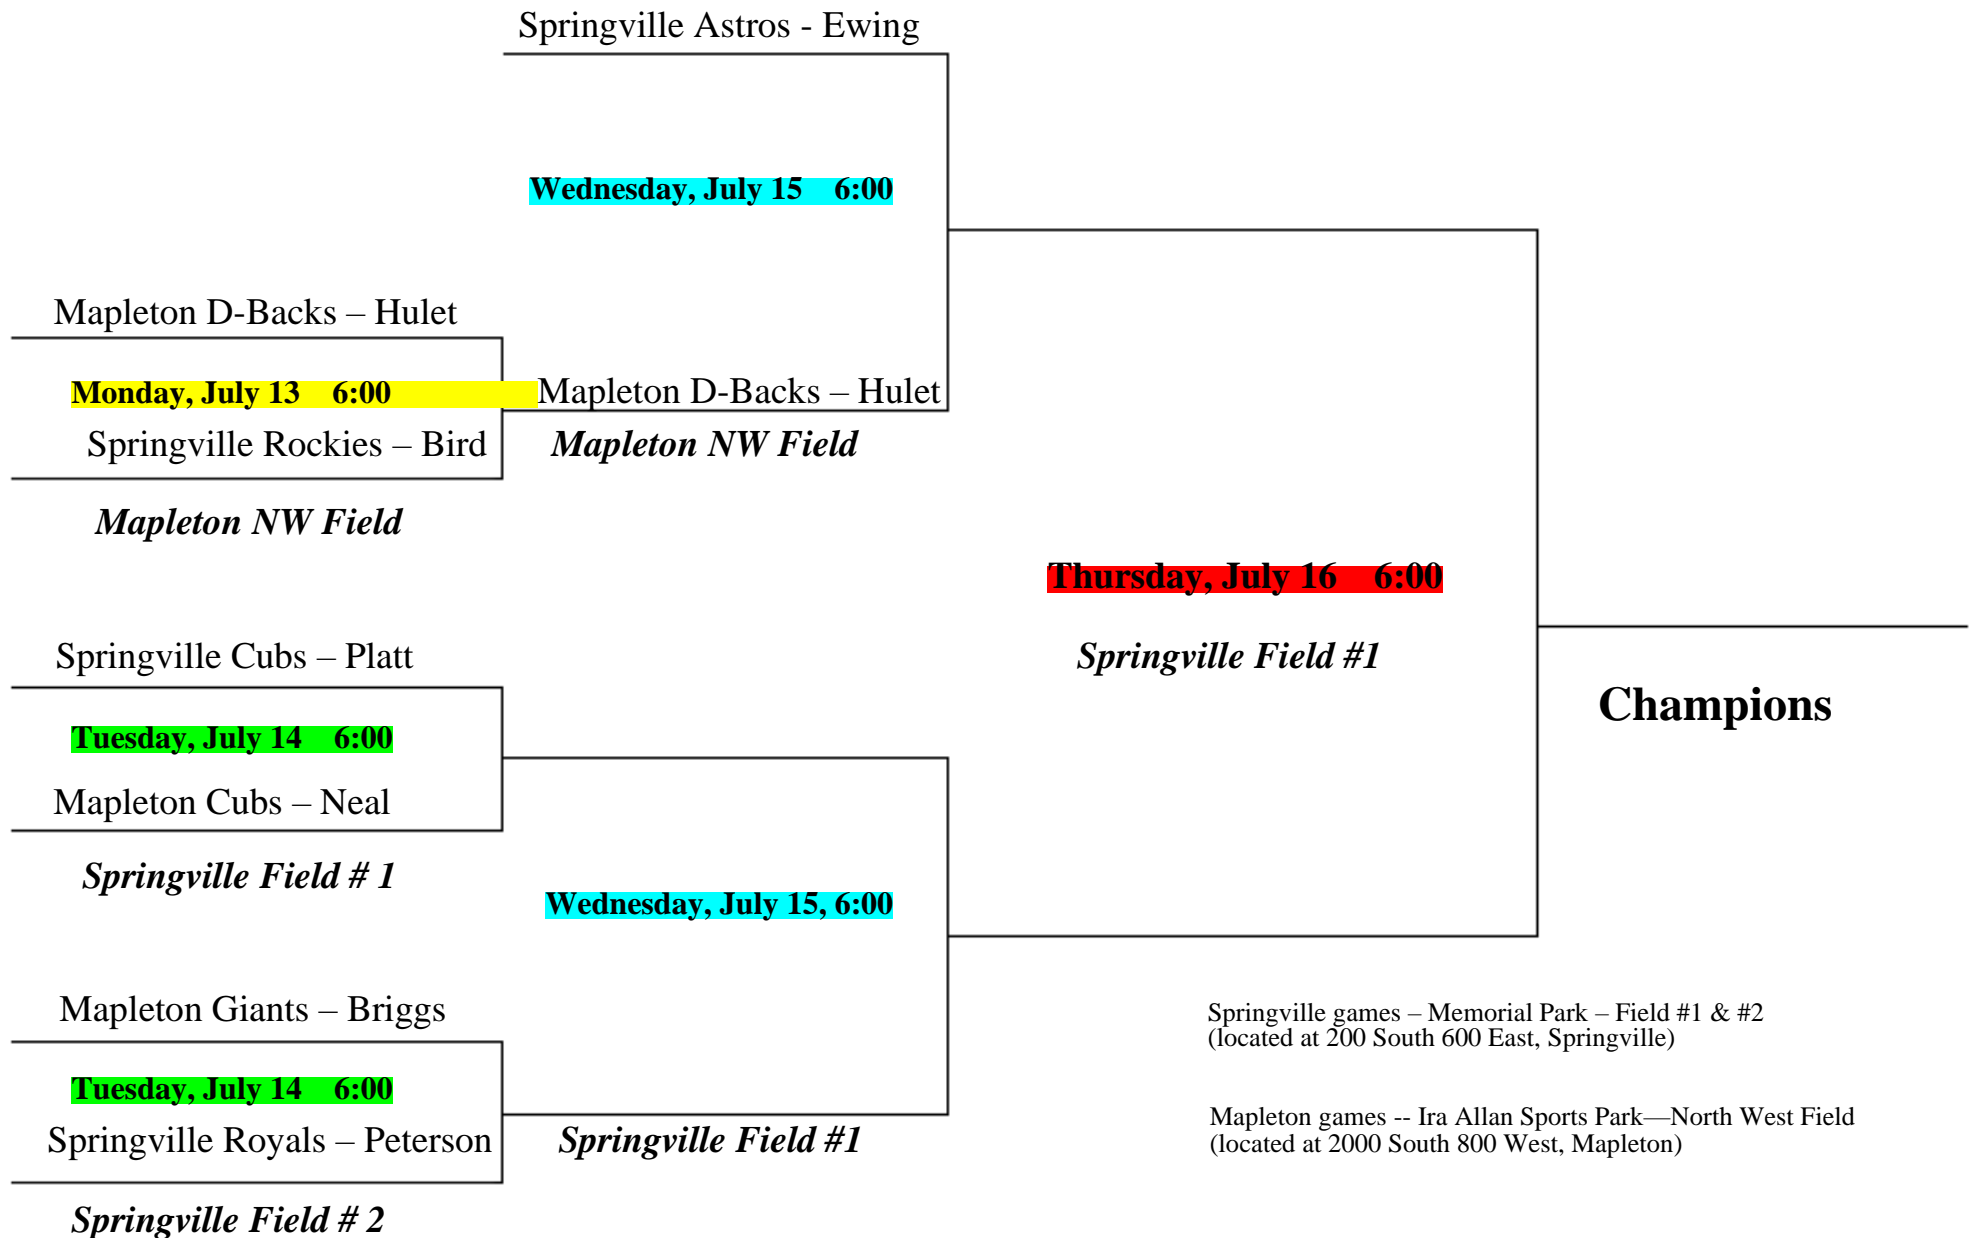 Springville Astros - Ewing
Wednesday, July 15    6:00
Mapleton D-Backs – Hulet
Monday, July 13    6:00
Mapleton D-Backs – Hulet
Springville Rockies – Bird
Mapleton NW Field
Mapleton NW Field
Thursday, July 16    6:00
Springville Cubs – Platt
Springville Field #1
Champions
Tuesday, July 14    6:00
Mapleton Cubs – Neal
Springville Field # 1
Wednesday, July 15, 6:00
Mapleton Giants – Briggs
Springville games – Memorial Park – Field #1 & #2
(located at 200 South 600 East, Springville)
Tuesday, July 14    6:00
Springville Royals – Peterson
Springville Field #1
Mapleton games -- Ira Allan Sports Park—North West Field
(located at 2000 South 800 West, Mapleton)
Springville Field # 2